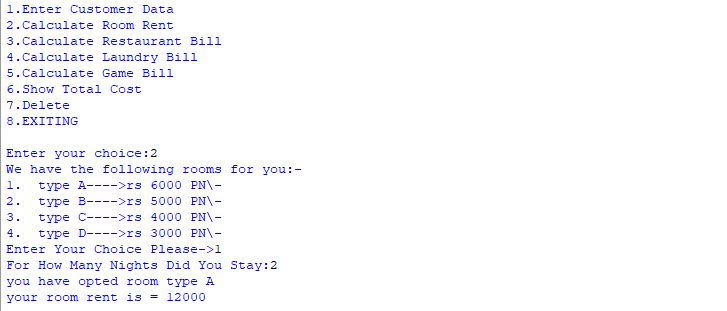 1.Enter Customer Data
2.Calculate Room Rent
3.Calculate Restaurant Bill
4.Calculate Laundry Bill
5.Calculate Game Bill
6.Show Total Cost
7.Delete
8.EXITING
Enter your choice:2
We have the following rooms for you:-
1.  type A---->rs 6000 PN\-
2.  type B---->rs 5000 PN\-
3.  type C---->rs 4000 PN\-
4.  type D---->rs 3000 PN\-
Enter Your Choice Please->1
For How Many Nights Did You Stay:2
you have opted room type A
your room rent is = 12000